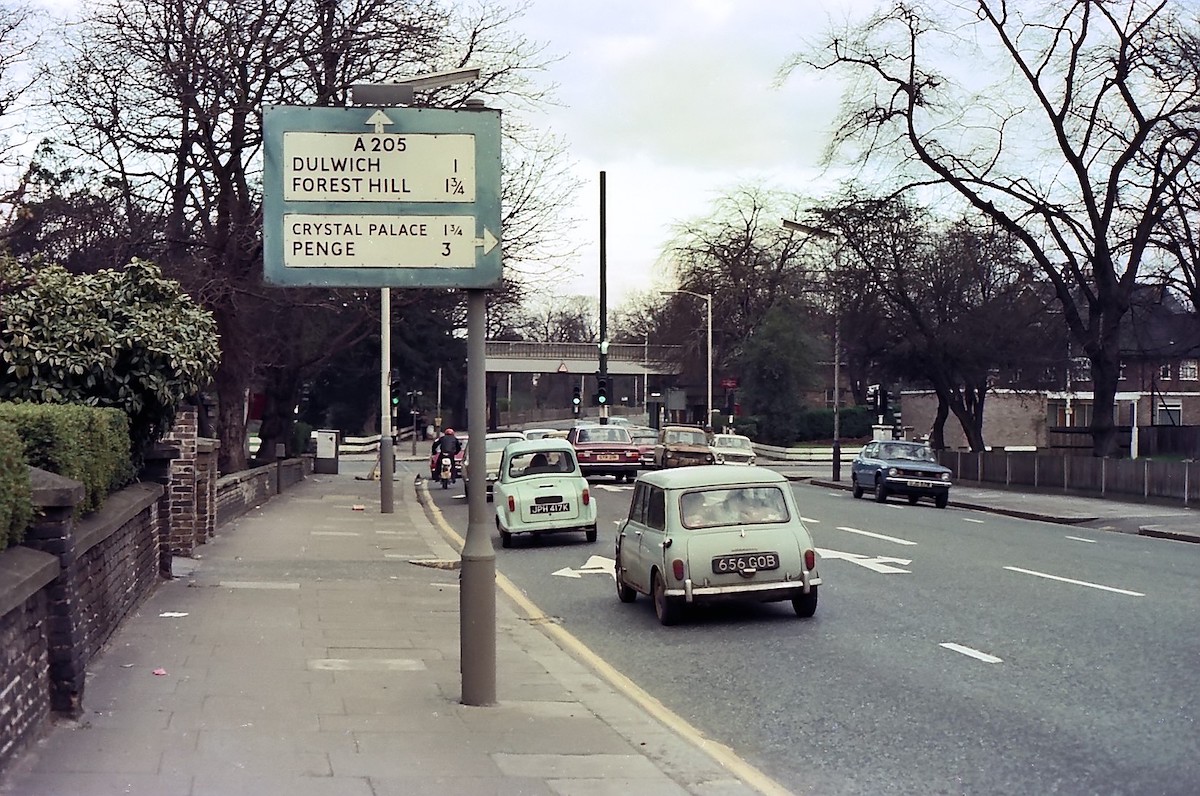 A 205
DULWICH 1
FOREST HILL 1¾
CRYSTAL PALACE 1¾
PENGE 3
JPH 417K
656 GOB